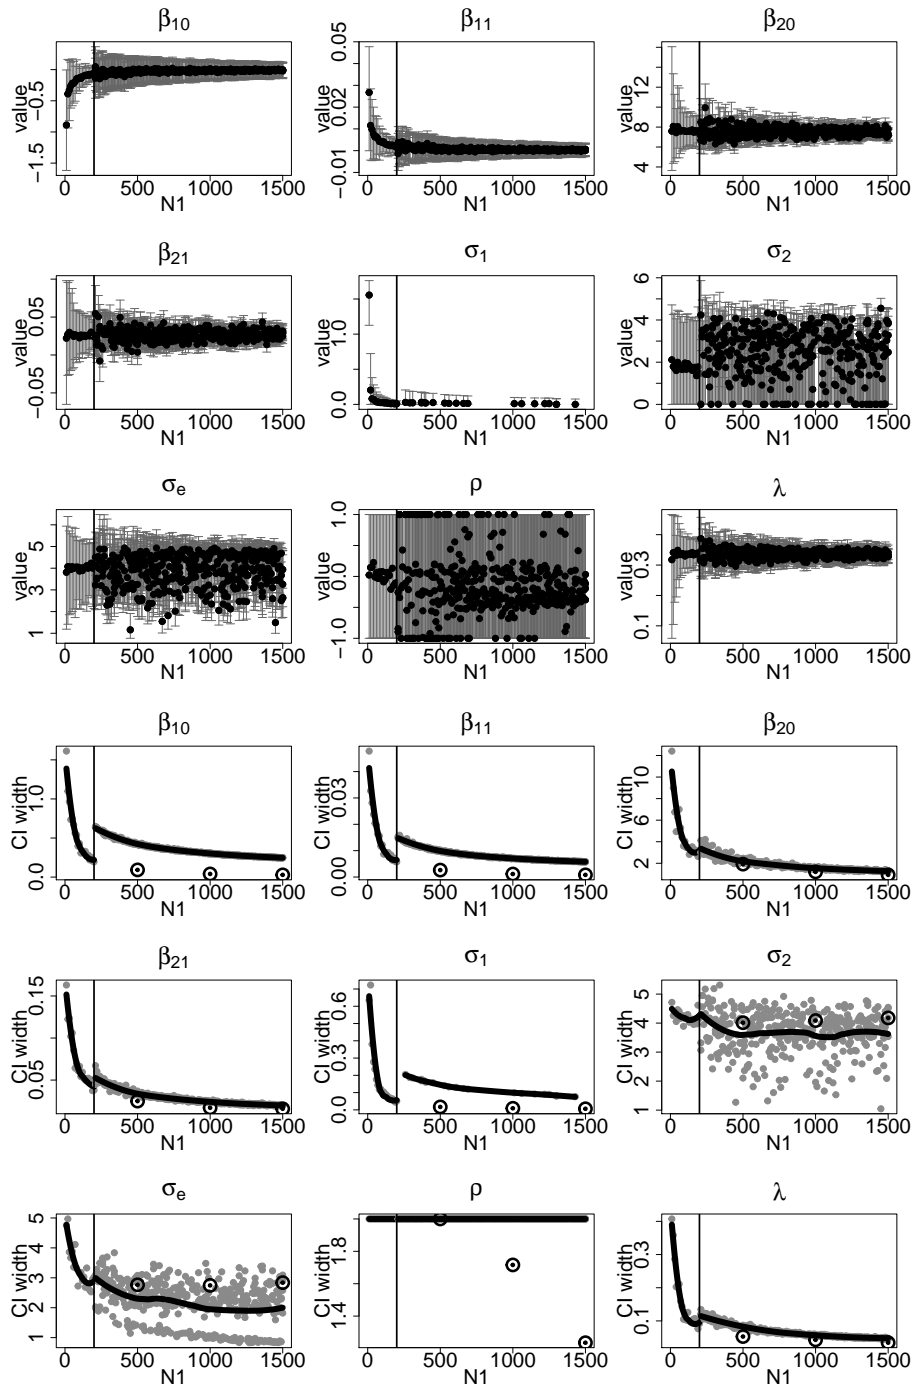 β10 β11 β20
value −1.5 −0.5 0 500 1000 1500 N1
value −0.01 0.02 0.05 0 500 1000 1500 N1
value 4 8 12 0 500 1000 1500 N1
β21 σ1 σ2
value −0.05 0.05 0 500 1000 1500 N1
value 0.0 1.0 0 500 1000 1500 N1
value 0 2 4 6 0 500 1000 1500 N1
σe ρ λ
value 1 3 5 0 500 1000 1500 N1
value −1.0 0.0 1.0 0 500 1000 1500 N1
value 0.1 0.3 0 500 1000 1500 N1
β10 β11 β20
CI width 0.0 1.0 0 500 1000 1500 N1
CI width 0.00 0.03 0 500 1000 1500 N1
CI width 2 6 10 0 500 1000 1500 N1
β21 σ1 σ2
CI width 0.05 0.15 0 500 1000 1500 N1
CI width 0.0 0.3 0.6 0 500 1000 1500 N1
CI width 1 2 3 4 5 0 500 1000 1500 N1
σe ρ λ
CI width 1 2 3 4 5 0 500 1000 1500 N1
CI width 1.4 1.8 0 500 1000 1500 N1
CI width 0.1 0.3 0 500 1000 1500 N1